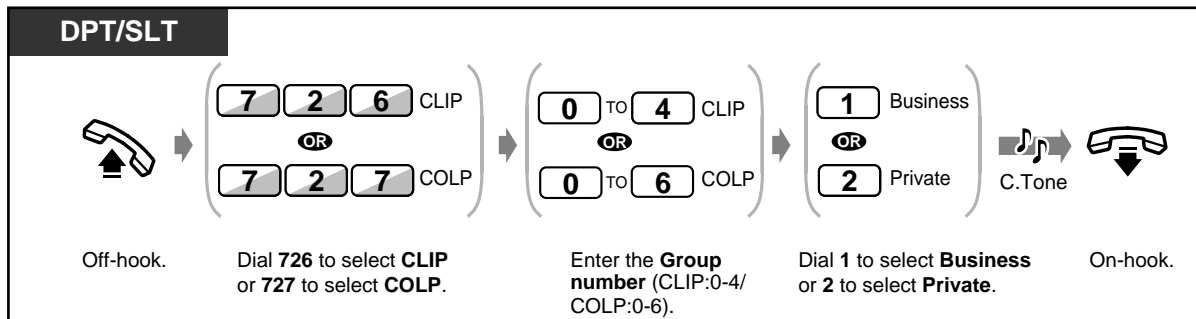 DPT/SLT
7 2 6 CLIP
OR
7 2 7 COLP
0 TO 4 CLIP
OR
0 TO 6 COLP
1 Business
OR
2 Private
C.Tone
Off-hook.
Dial 726 to select CLIP
or 727 to select COLP.
Enter the Group
number (CLIP:0-4/
COLP:0-6).
Dial 1 to select Business
or 2 to select Private.
On-hook.